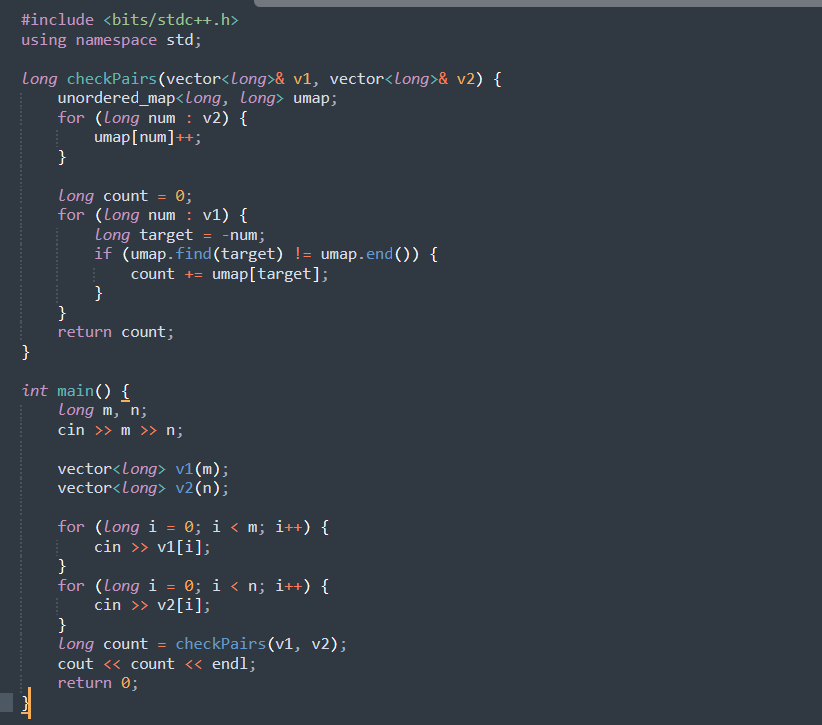 #include <bits/stdc++.h>
using namespace std;

long checkPairs(vector<long>& v1, vector<long>& v2) {
    unordered_map<long, long> umap;
    for (long num : v2) {
        umap[num]++;
    }

    long count = 0;
    for (long num : v1) {
        long target = -num;
        if (umap.find(target) != umap.end()) {
            count += umap[target];
        }
    }
    return count;
}

int main() {
    long m, n;
    cin >> m >> n;

    vector<long> v1(m);
    vector<long> v2(n);

    for (long i = 0; i < m; i++) {
        cin >> v1[i];
    }
    for (long i = 0; i < n; i++) {
        cin >> v2[i];
    }
    long count = checkPairs(v1, v2);
    cout << count << endl;
    return 0;
}